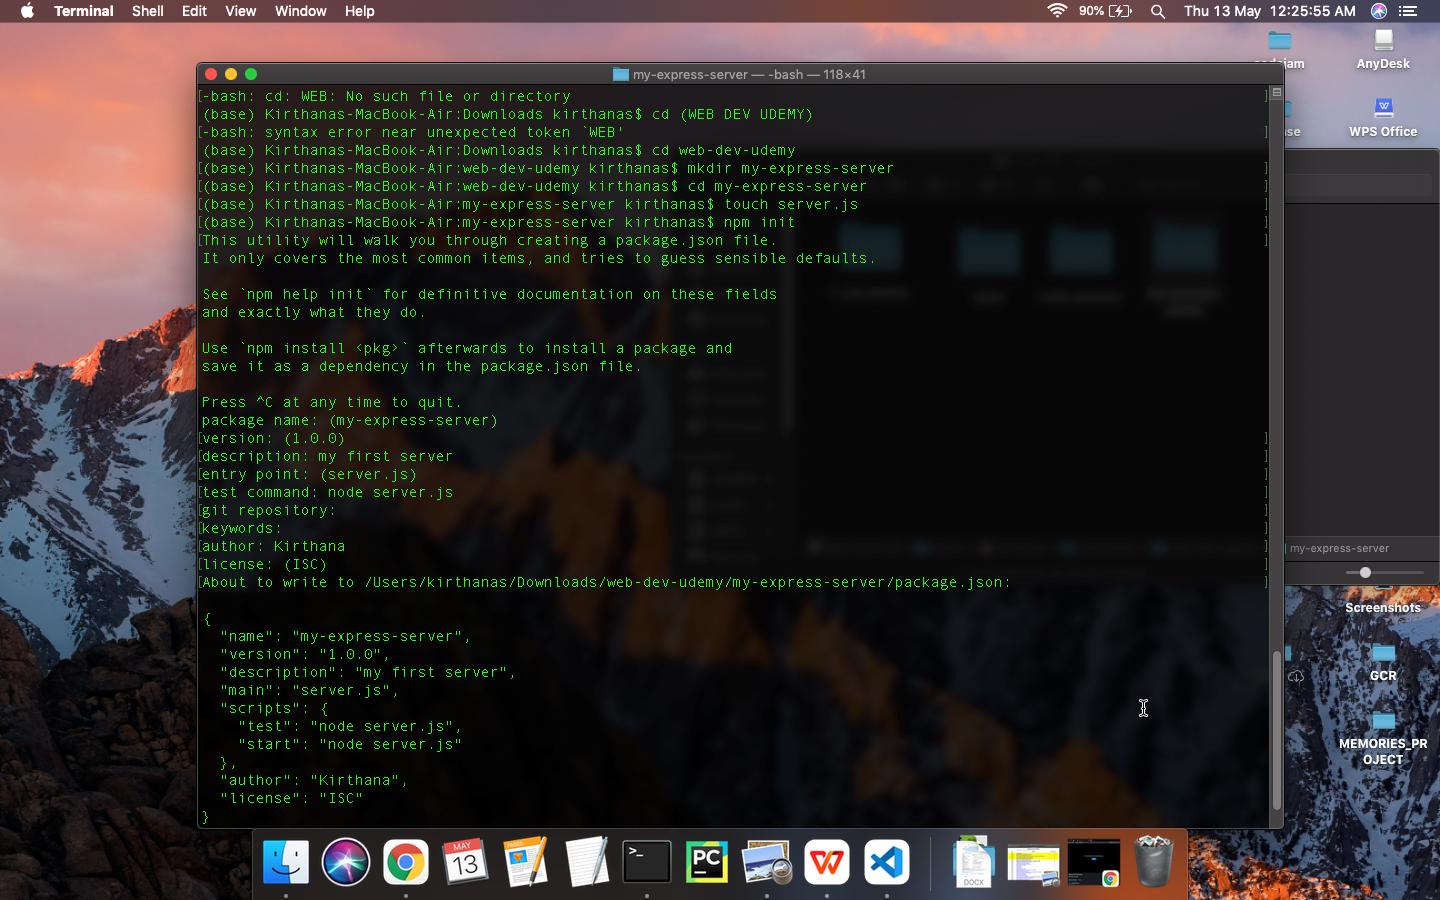 Terminal Shell Edit View Window Help
90% Thu 13 May 12:25:55 AM
my-express-server — -bash — 118×41
-bash: cd: WEB: No such file or directory
(base) Kirthanas-MacBook-Air:Downloads kirthanas$ cd (WEB DEV UDEMY)
-bash: syntax error near unexpected token `WEB'
(base) Kirthanas-MacBook-Air:Downloads kirthanas$ cd web-dev-udemy
(base) Kirthanas-MacBook-Air:web-dev-udemy kirthanas$ mkdir my-express-server
(base) Kirthanas-MacBook-Air:web-dev-udemy kirthanas$ cd my-express-server
(base) Kirthanas-MacBook-Air:my-express-server kirthanas$ touch server.js
(base) Kirthanas-MacBook-Air:my-express-server kirthanas$ npm init
This utility will walk you through creating a package.json file.
It only covers the most common items, and tries to guess sensible defaults.
See `npm help init` for definitive documentation on these fields
and exactly what they do.
Use `npm install <pkg>` afterwards to install a package and
save it as a dependency in the package.json file.
Press ^C at any time to quit.
package name: (my-express-server)
version: (1.0.0)
description: my first server
entry point: (server.js)
test command: node server.js
git repository:
keywords:
author: Kirthana
license: (ISC)
About to write to /Users/kirthanas/Downloads/web-dev-udemy/my-express-server/package.json:
{
"name": "my-express-server",
"version": "1.0.0",
"description": "my first server",
"main": "server.js",
"scripts": {
"test": "node server.js",
"start": "node server.js"
},
"author": "Kirthana",
"license": "ISC"
}
AnyDesk
WPS Office
my-express-server
Screenshots
GCR
MEMORIES_PR
OJECT
MAY
13
PAGES
PC
DOCX